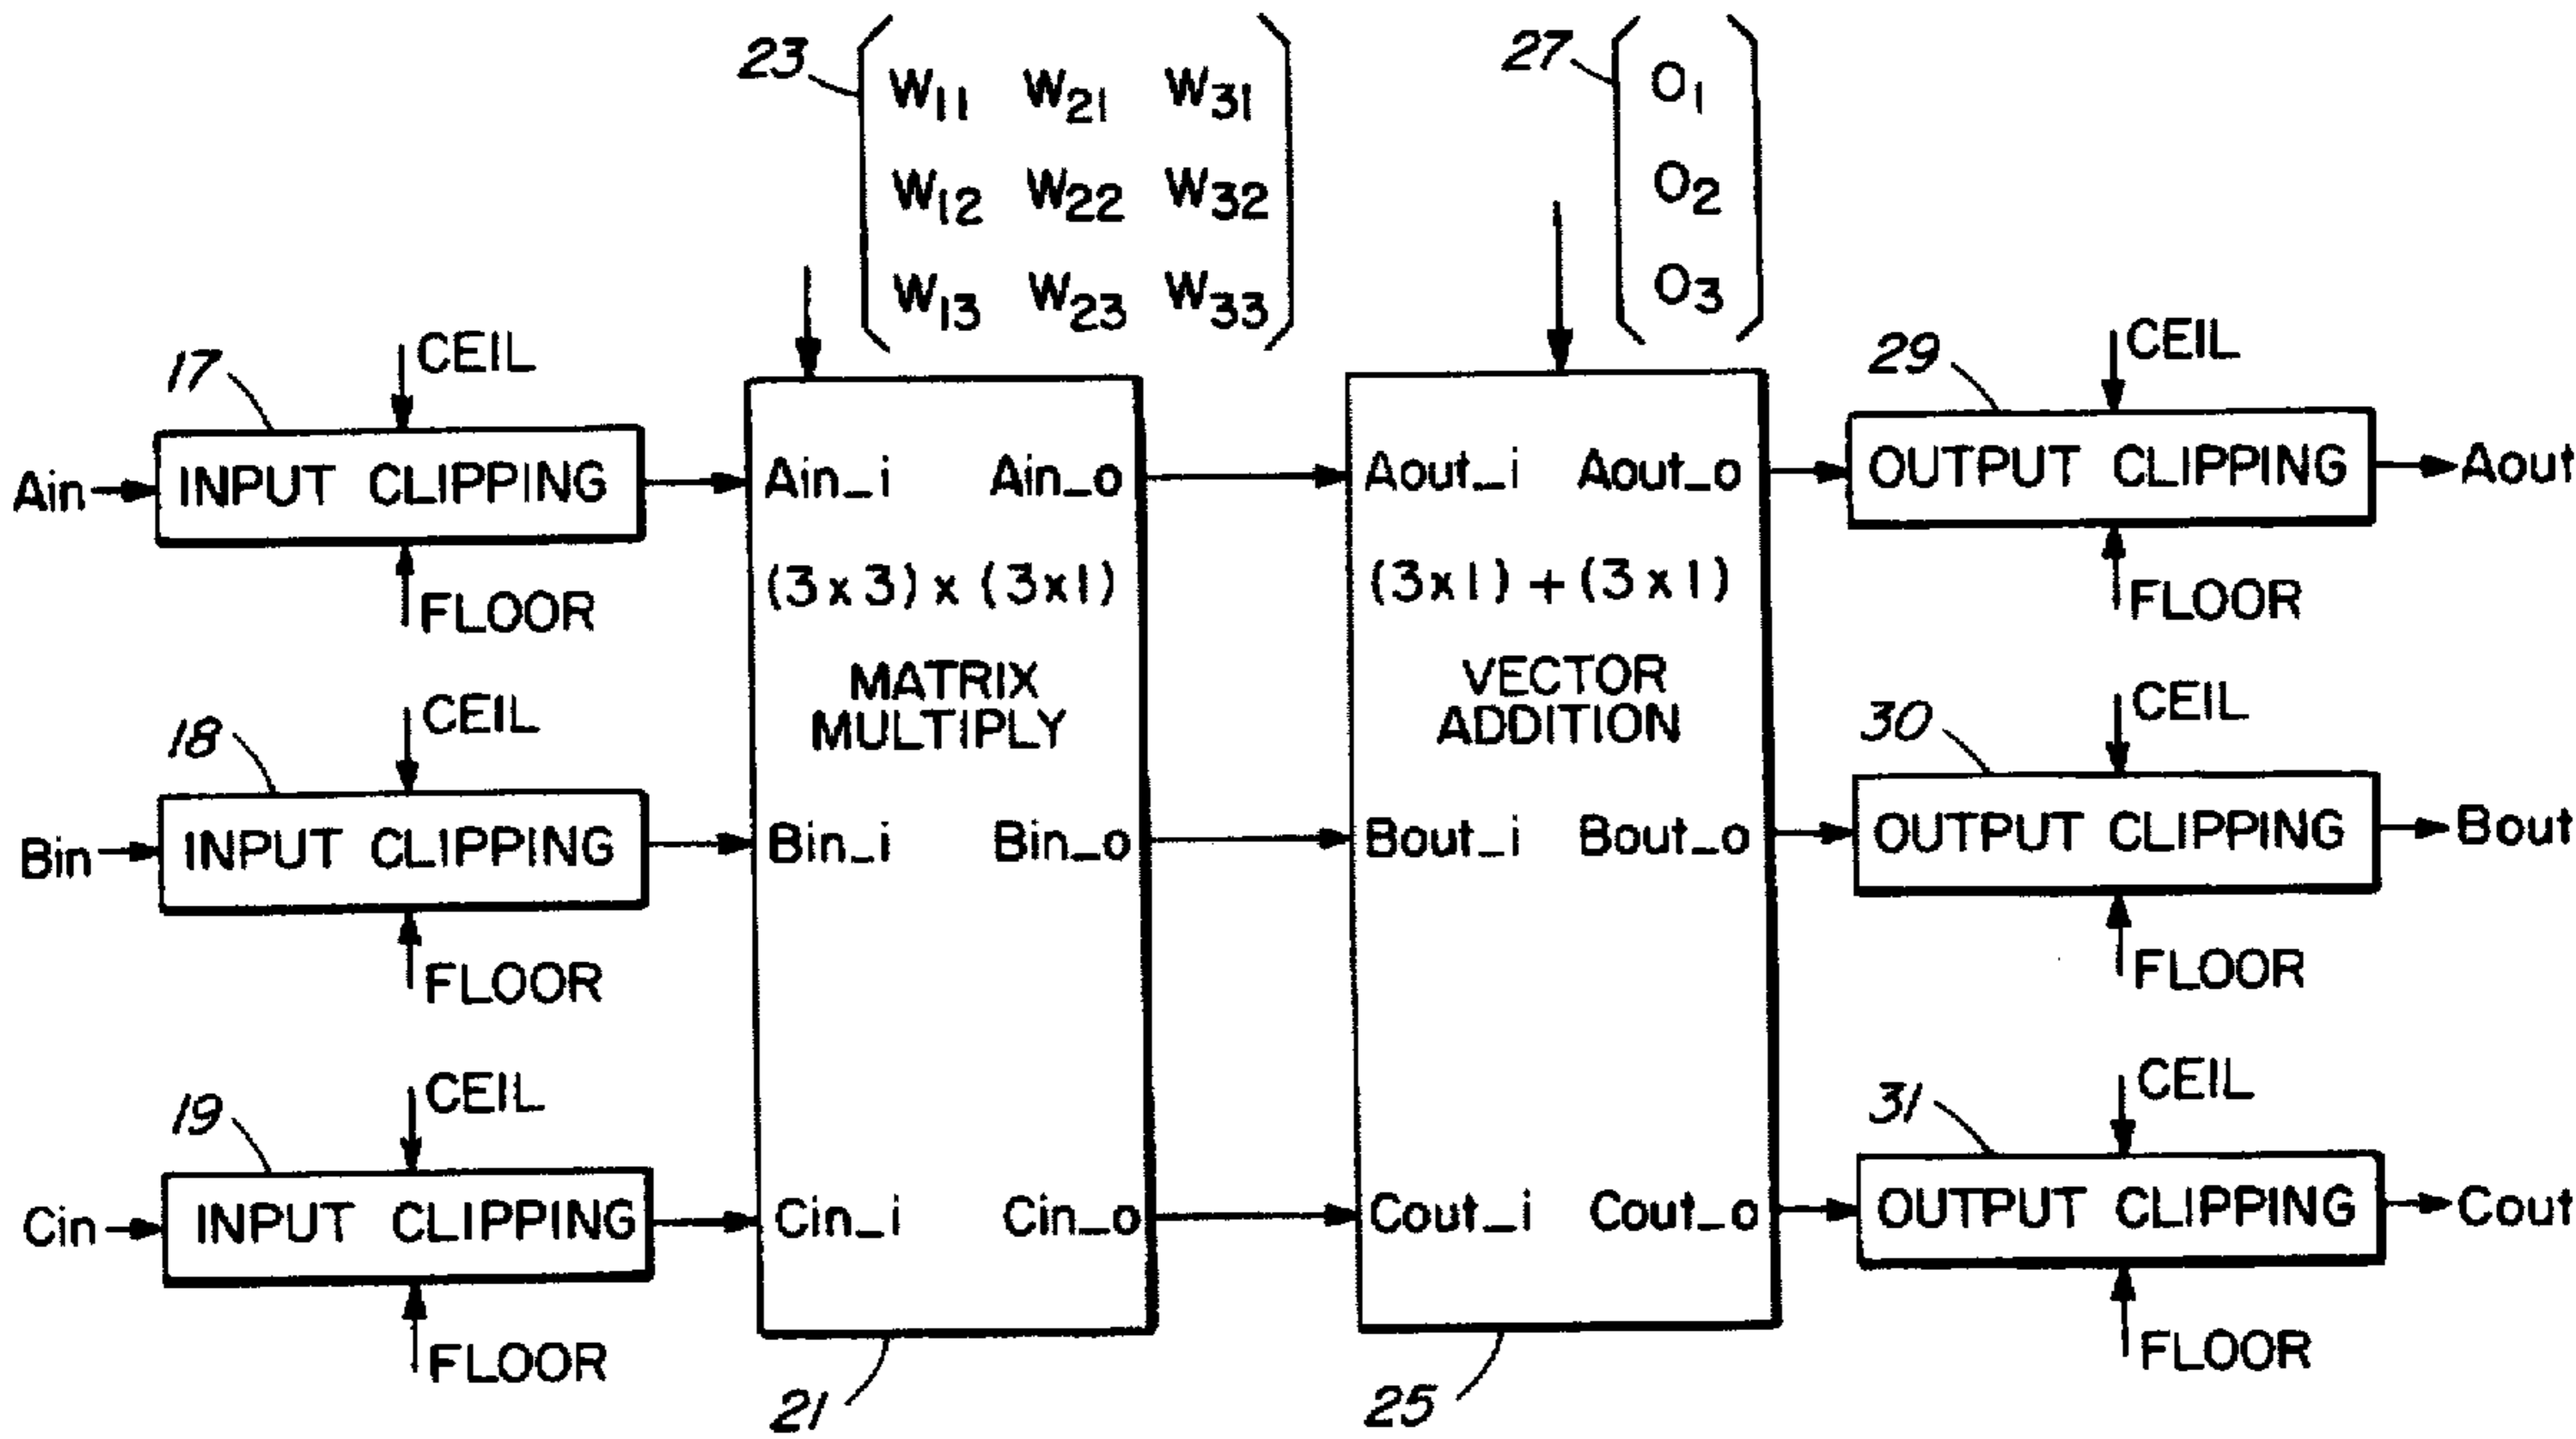 23
W11 W21 W31
W12 W22 W32
W13 W23 W33
27
O1
O2
O3
17
CEIL
Ain
INPUT CLIPPING
FLOOR
18
CEIL
Bin
INPUT CLIPPING
FLOOR
19
CEIL
Cin
INPUT CLIPPING
FLOOR
Ain_i Ain_o
(3x3) x (3x1)
MATRIX
MULTIPLY
Bin_i Bin_o
Cin_i Cin_o
21
Aout_i Aout_o
(3x1) + (3x1)
VECTOR
ADDITION
Bout_i Bout_o
Cout_i Cout_o
25
29
CEIL
OUTPUT CLIPPING
Aout
FLOOR
30
CEIL
OUTPUT CLIPPING
Bout
FLOOR
31
CEIL
OUTPUT CLIPPING
Cout
FLOOR